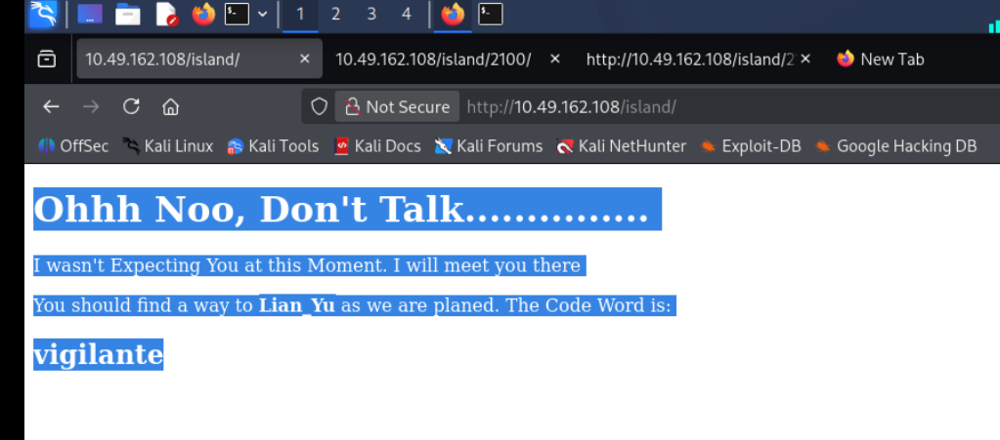 1 2 3 4
10.49.162.108/island/ × 10.49.162.108/island/2100/ × http://10.49.162.108/island/2 × New Tab
Not Secure http://10.49.162.108/island/
OffSec Kali Linux Kali Tools Kali Docs Kali Forums Kali NetHunter Exploit-DB Google Hacking DB
Ohhh Noo, Don't Talk...............
I wasn't Expecting You at this Moment. I will meet you there
You should find a way to Lian_Yu as we are planed. The Code Word is:
vigilante